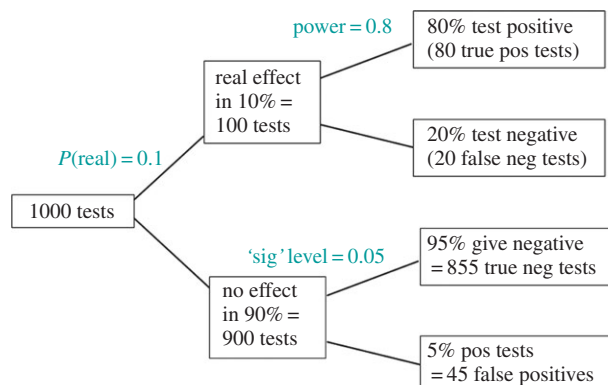 power = 0.8
80% test positive
(80 true pos tests)
real effect
in 10% =
100 tests
20% test negative
(20 false neg tests)
P(real) = 0.1
1000 tests
'sig' level = 0.05
95% give negative
= 855 true neg tests
no effect
in 90% =
900 tests
5% pos tests
= 45 false positives